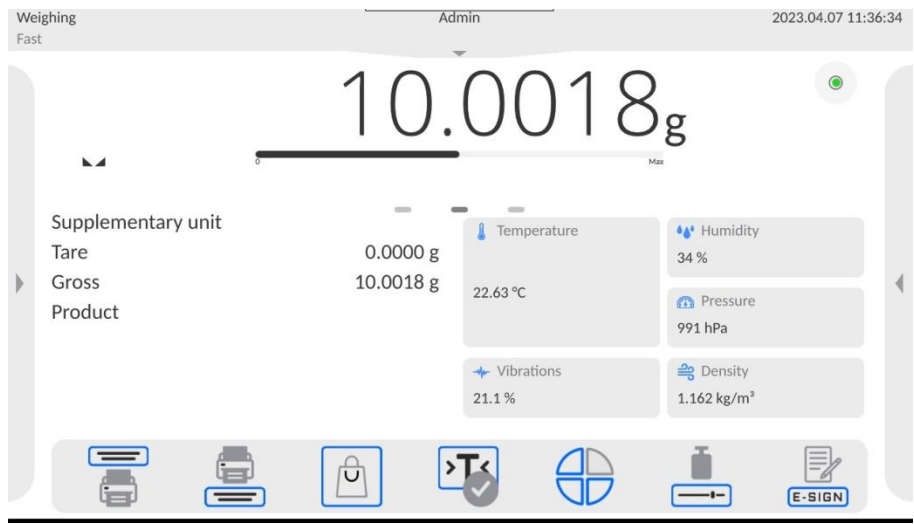 Weighing
Admin
2023.04.07 11:36:34
Fast
10.0018 g
0
Max
Supplementary unit
Tare 0.0000 g
Gross 10.0018 g
Product
Temperature
22.63 °C
Humidity
34 %
Pressure
991 hPa
Vibrations
21.1 %
Density
1.162 kg/m³
>T<
E-SIGN